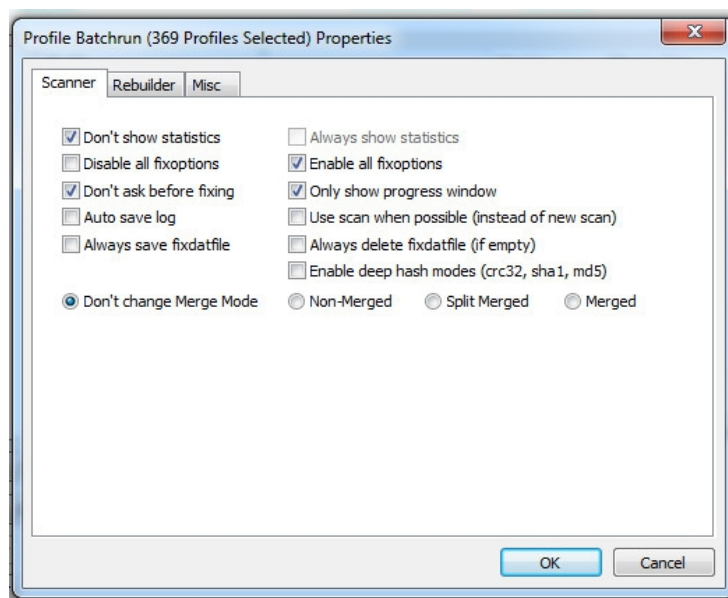 Profile Batchrun (369 Profiles Selected) Properties
Scanner Rebuilder Misc
Don't show statistics Always show statistics
Disable all fixoptions Enable all fixoptions
Don't ask before fixing Only show progress window
Auto save log Use scan when possible (instead of new scan)
Always save fixdatfile Always delete fixdatfile (if empty)
Enable deep hash modes (crc32, sha1, md5)
Don't change Merge Mode Non-Merged Split Merged Merged
OK Cancel